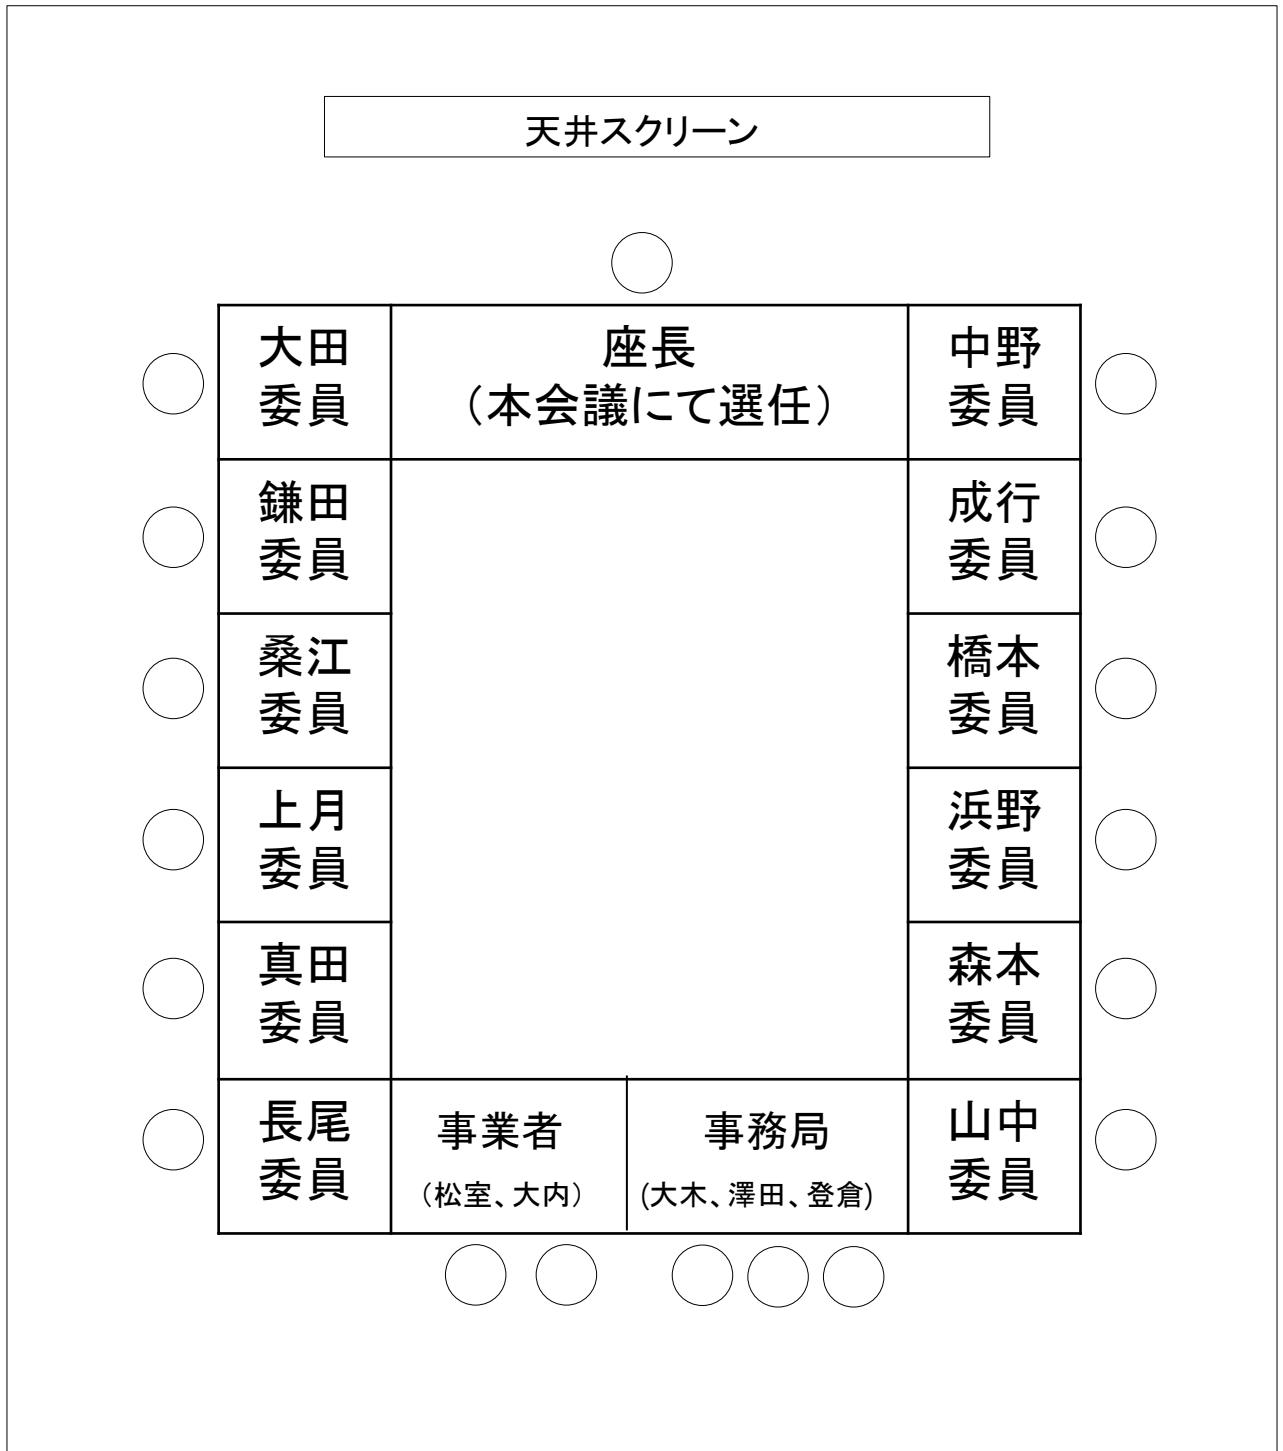 天井スクリーン
大田
委員
座長
（本会議にて選任）
中野
委員
鎌田
委員
成行
委員
桑江
委員
橋本
委員
上月
委員
浜野
委員
真田
委員
森本
委員
長尾
委員
事業者
（松室、大内）
事務局
(大木、澤田、登倉)
山中
委員